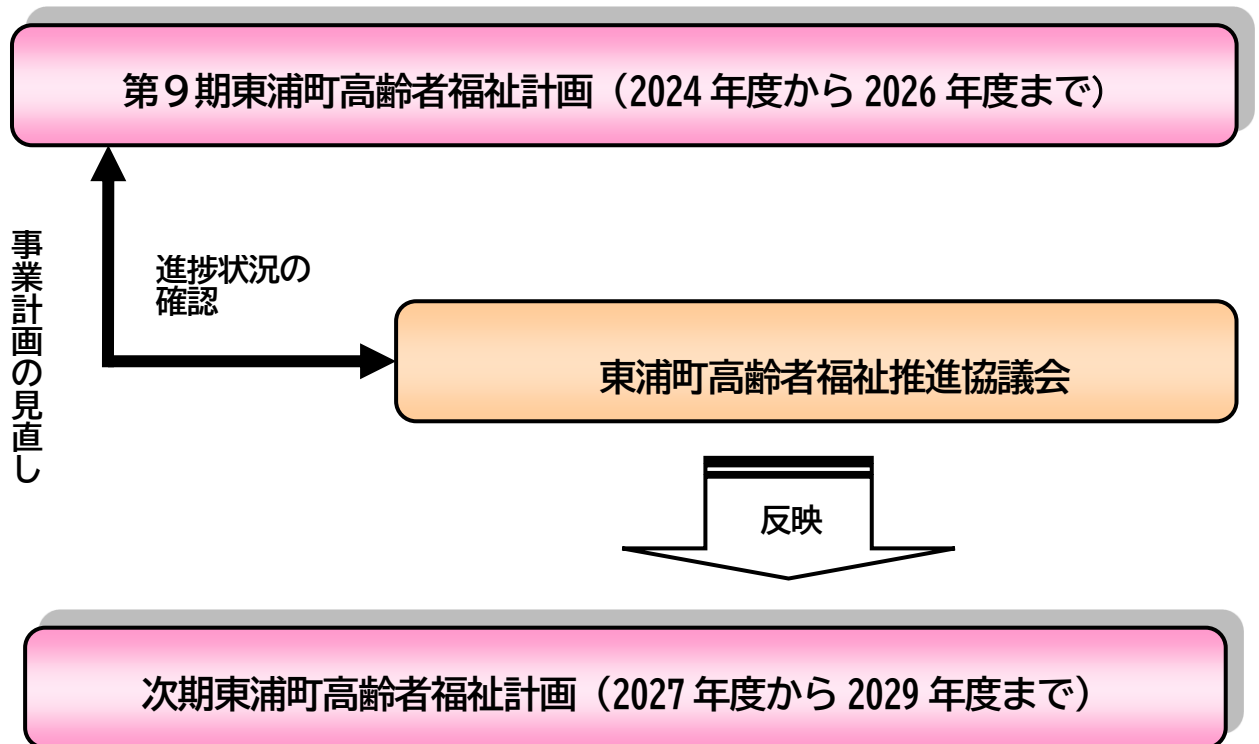 第９期東浦町高齢者福祉計画（2024 年度から 2026 年度まで）
事業計画の見直し
進捗状況の
確認
東浦町高齢者福祉推進協議会
反映
次期東浦町高齢者福祉計画（2027 年度から 2029 年度まで）